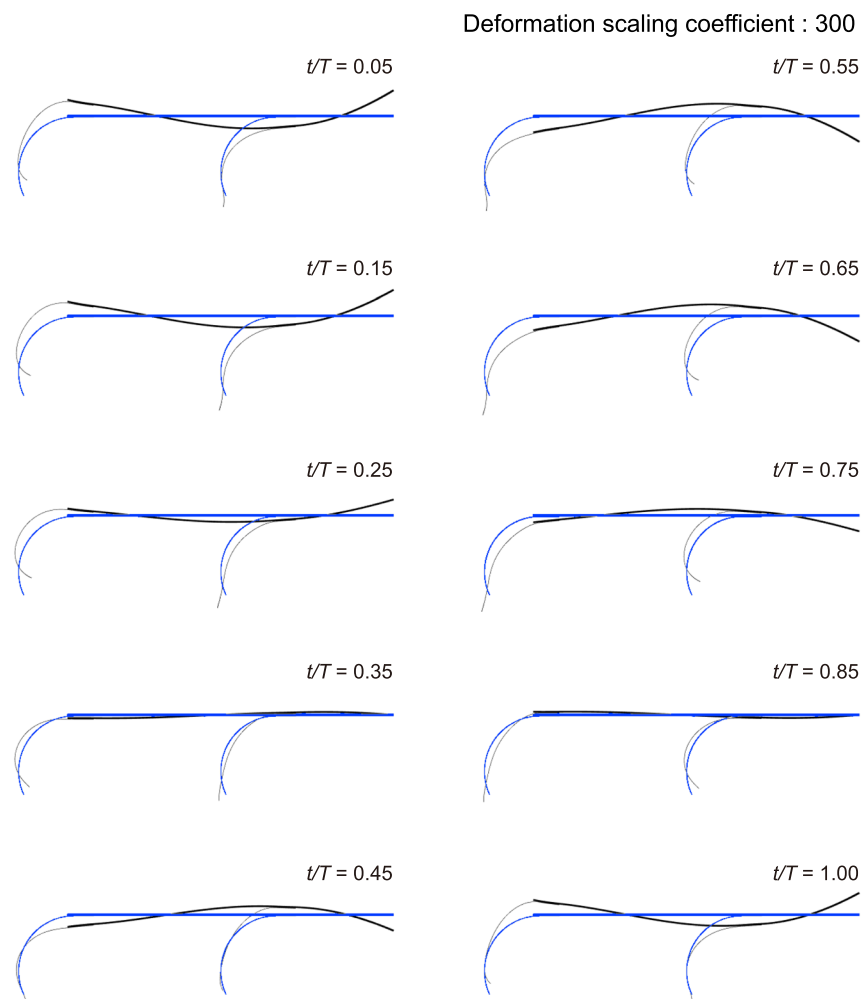 Deformation scaling coefficient : 300
t/T = 0.05
t/T = 0.55
t/T = 0.15
t/T = 0.65
t/T = 0.25
t/T = 0.75
t/T = 0.35
t/T = 0.85
t/T = 0.45
t/T = 1.00